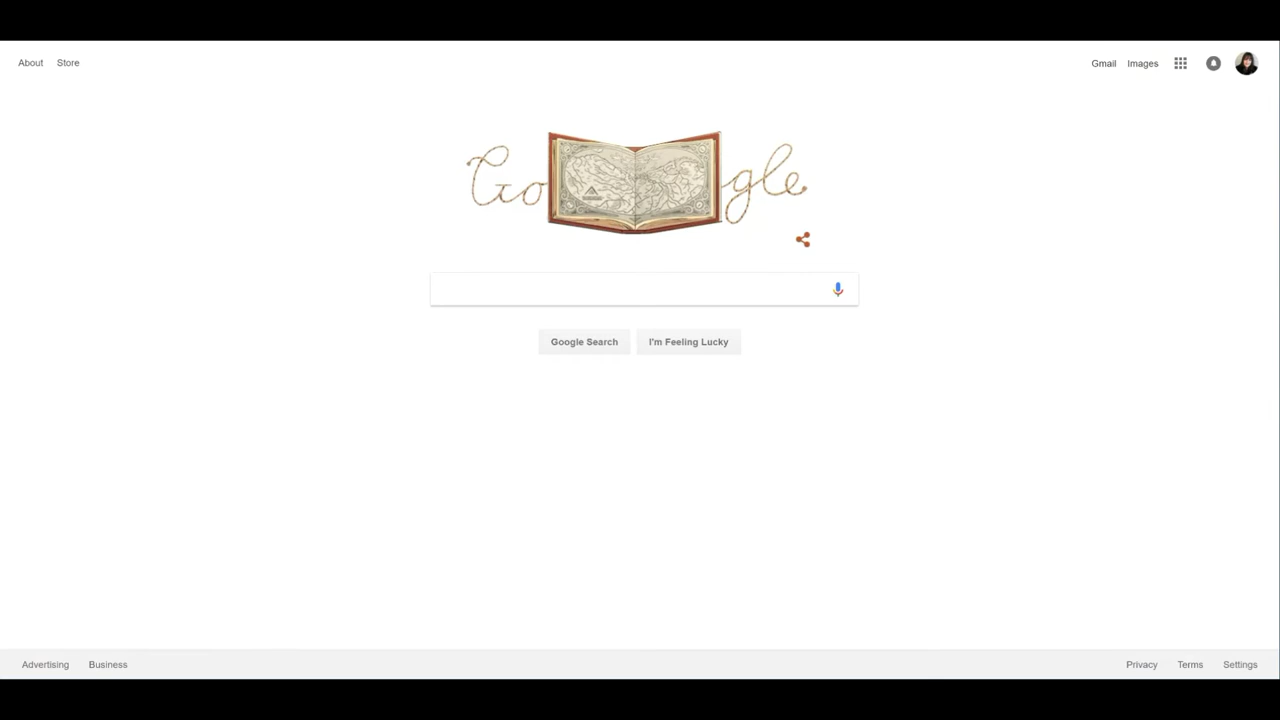 About Store
Gmail Images
Google
Google Search I'm Feeling Lucky
Advertising Business
Privacy Terms Settings